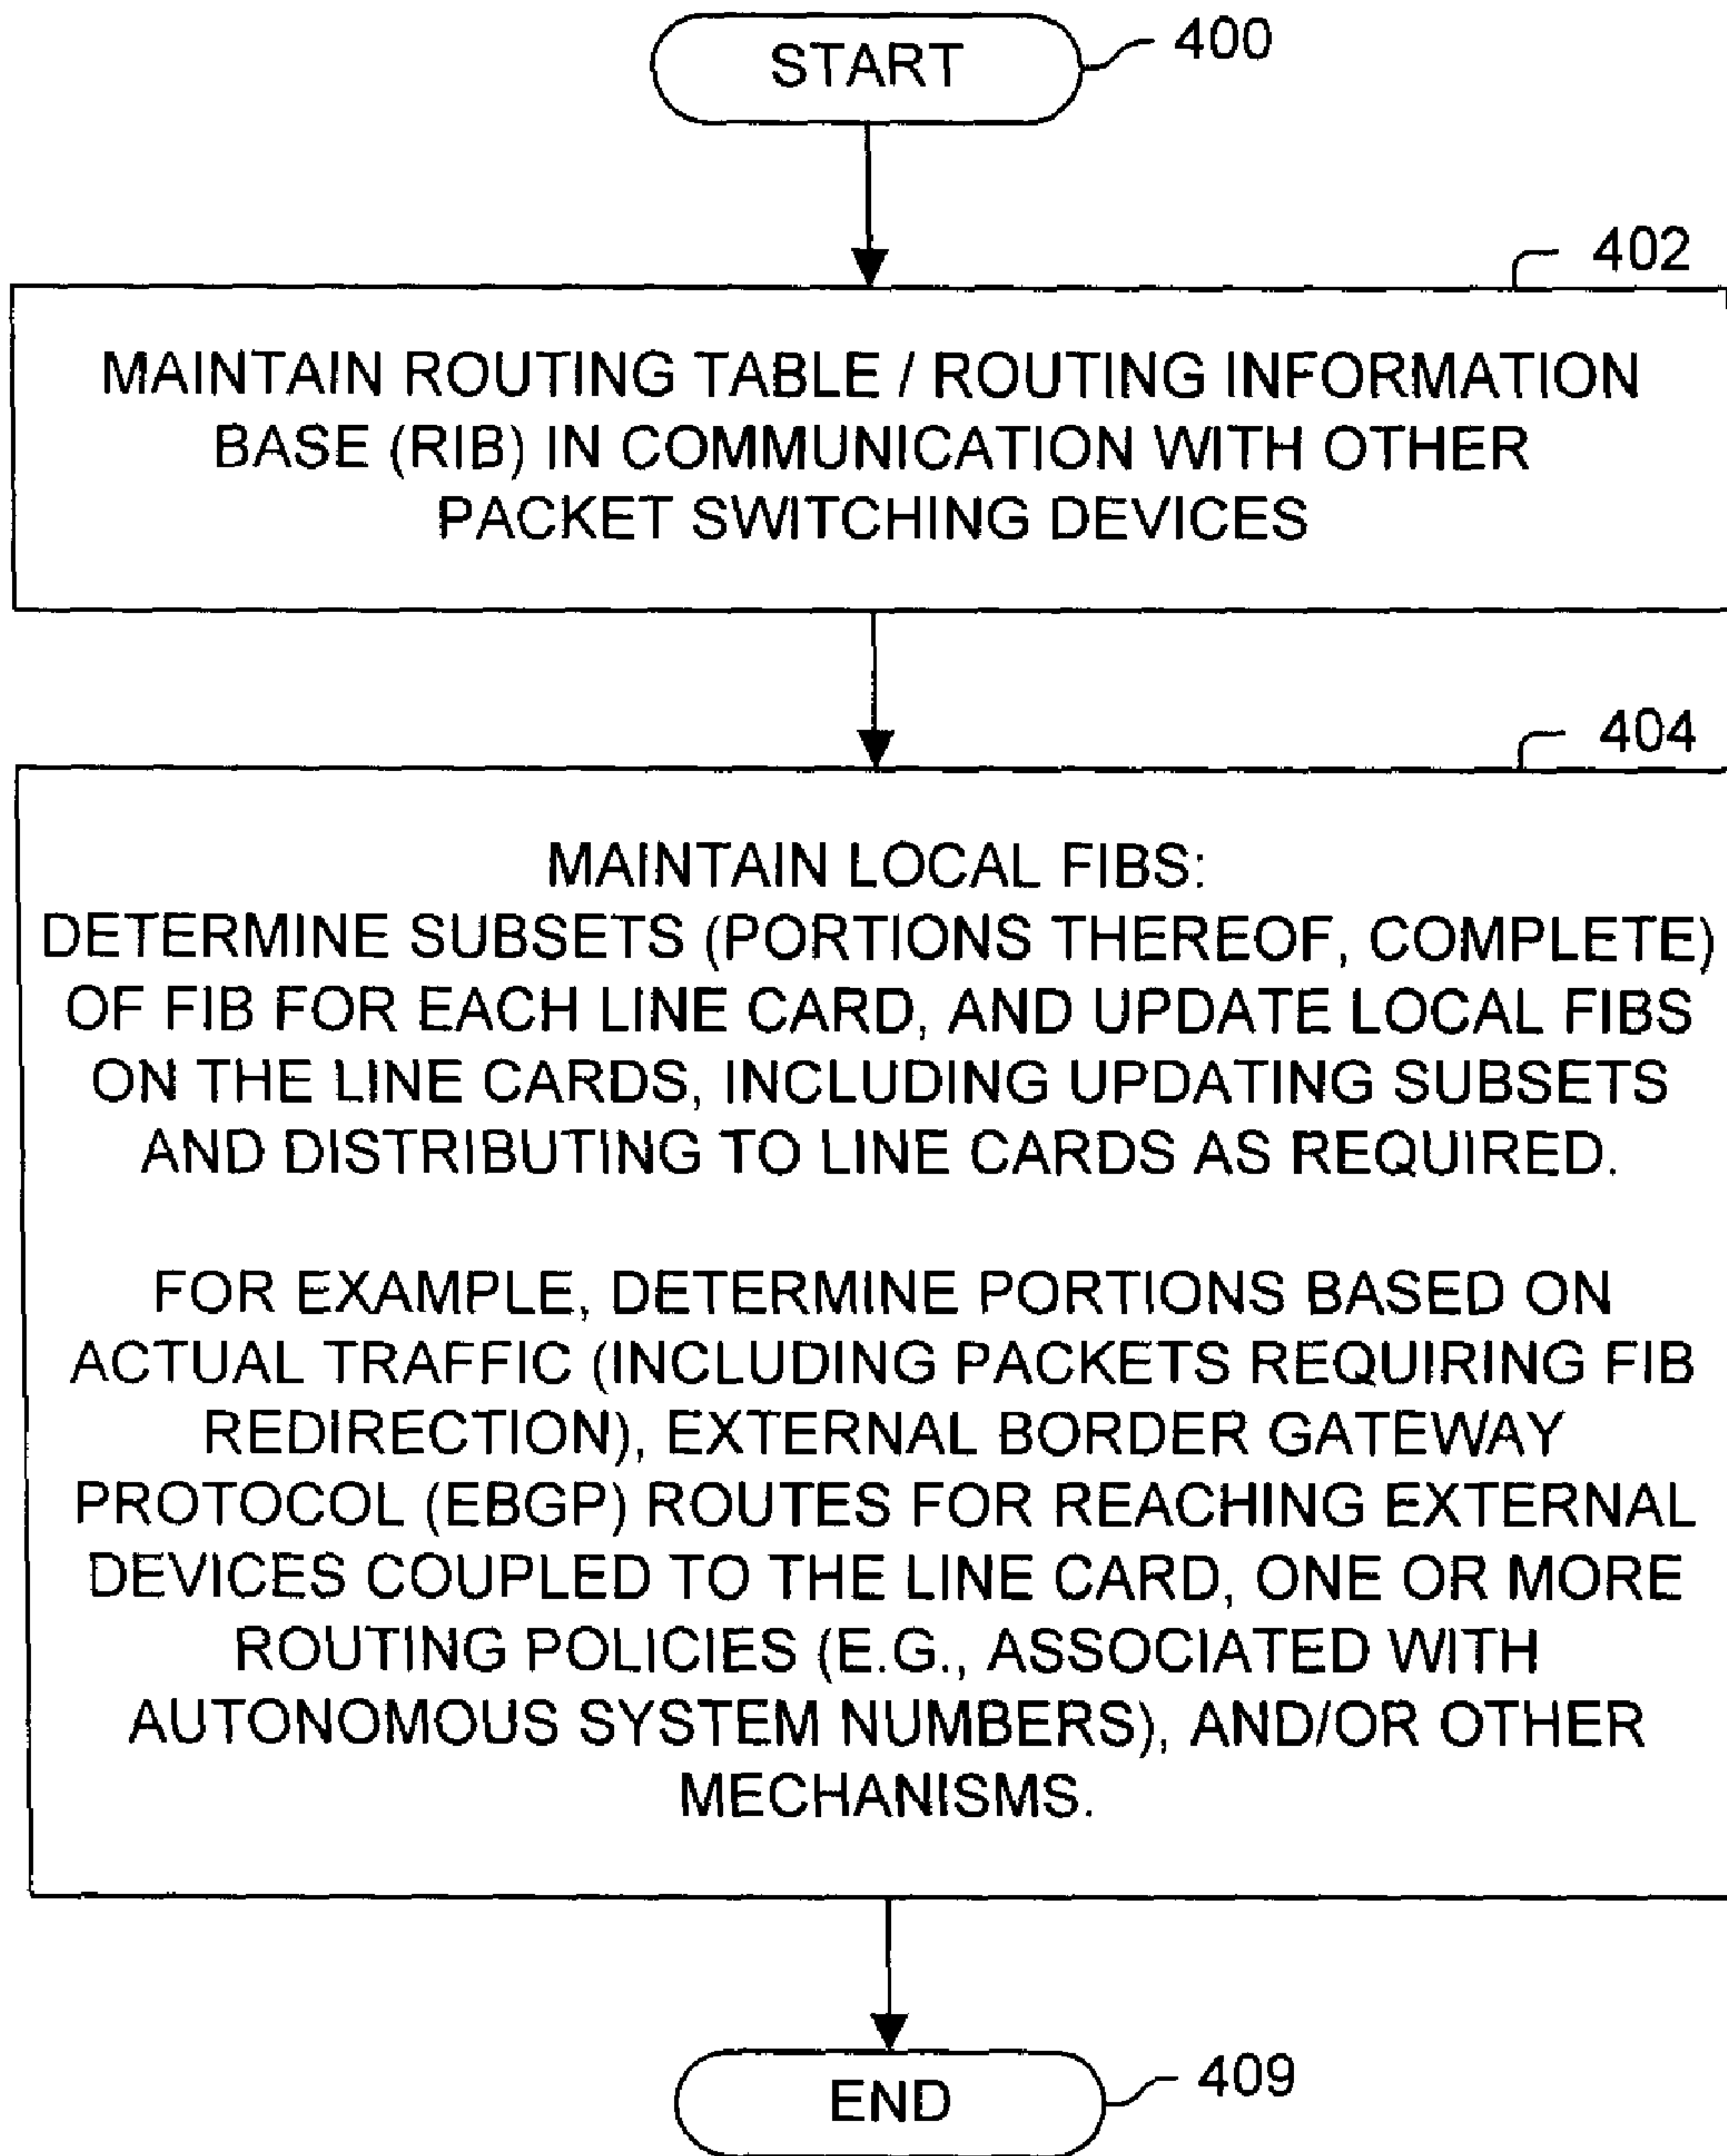 START
400
402
MAINTAIN ROUTING TABLE / ROUTING INFORMATION
BASE (RIB) IN COMMUNICATION WITH OTHER
PACKET SWITCHING DEVICES
404
MAINTAIN LOCAL FIBS:
DETERMINE SUBSETS (PORTIONS THEREOF, COMPLETE)
OF FIB FOR EACH LINE CARD, AND UPDATE LOCAL FIBS
ON THE LINE CARDS, INCLUDING UPDATING SUBSETS
AND DISTRIBUTING TO LINE CARDS AS REQUIRED.
FOR EXAMPLE, DETERMINE PORTIONS BASED ON
ACTUAL TRAFFIC (INCLUDING PACKETS REQUIRING FIB
REDIRECTION), EXTERNAL BORDER GATEWAY
PROTOCOL (EBGP) ROUTES FOR REACHING EXTERNAL
DEVICES COUPLED TO THE LINE CARD, ONE OR MORE
ROUTING POLICIES (E.G., ASSOCIATED WITH
AUTONOMOUS SYSTEM NUMBERS), AND/OR OTHER
MECHANISMS.
END
409